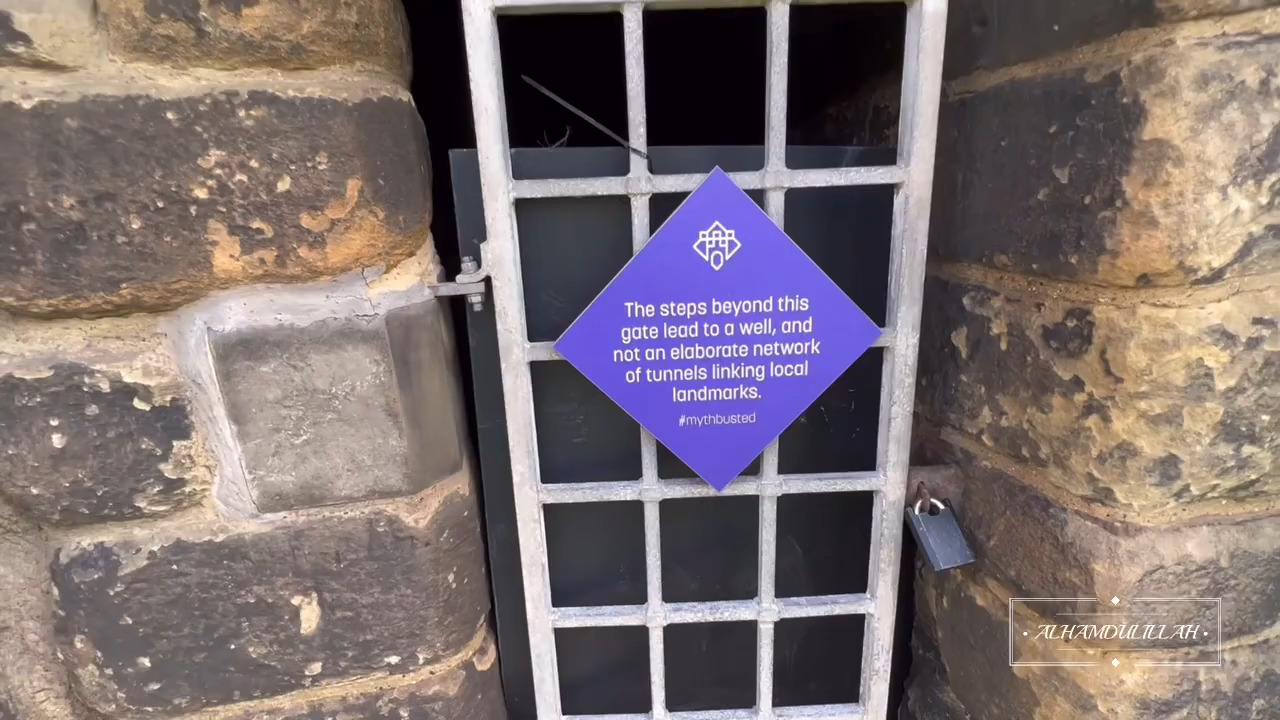 The steps beyond this
gate lead to a well, and
not an elaborate network
of tunnels linking local
landmarks.
#mythbusted
ALHAMDULILLAH